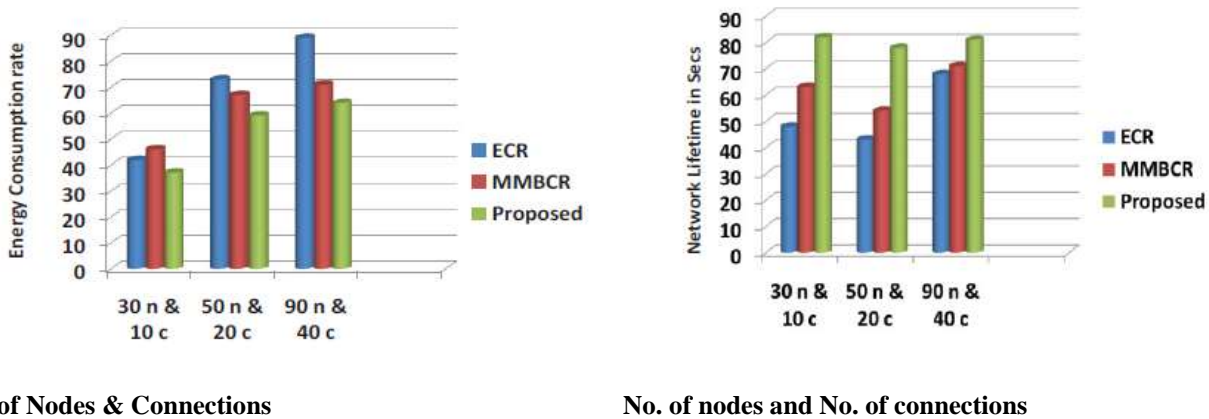 Energy Consumption rate
90
80
70
60
50
40
30
20
10
0
30 n &
10 c
50 n &
20 c
90 n &
40 c
ECR
MMBCR
Proposed
of Nodes & Connections
Network Lifetime in Secs
90
80
70
60
50
40
30
20
10
0
30 n &
10 c
50 n &
20 c
90 n &
40 c
ECR
MMBCR
Proposed
No. of nodes and No. of connections